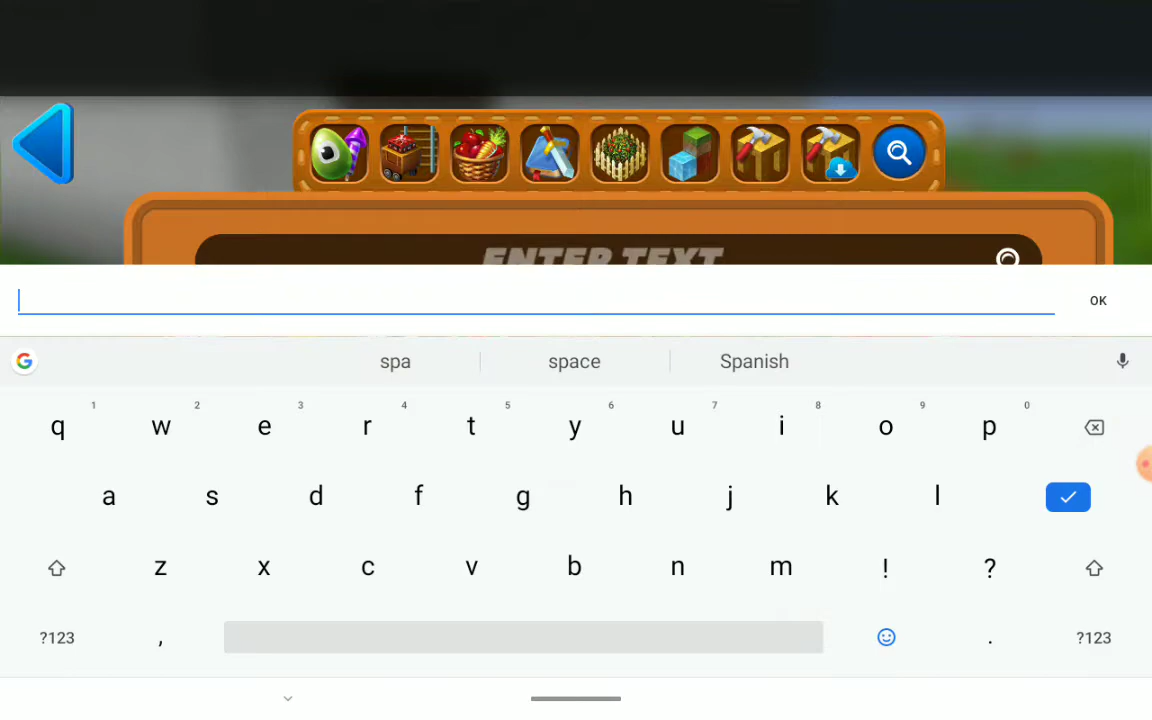 ENTER TEXT
OK
spa space Spanish
q 1 w 2 e 3 r 4 t 5 y 6 u 7 i 8 o 9 p 0
a s d f g h j k l
z x c v b n m ! ?
?123 , . ?123